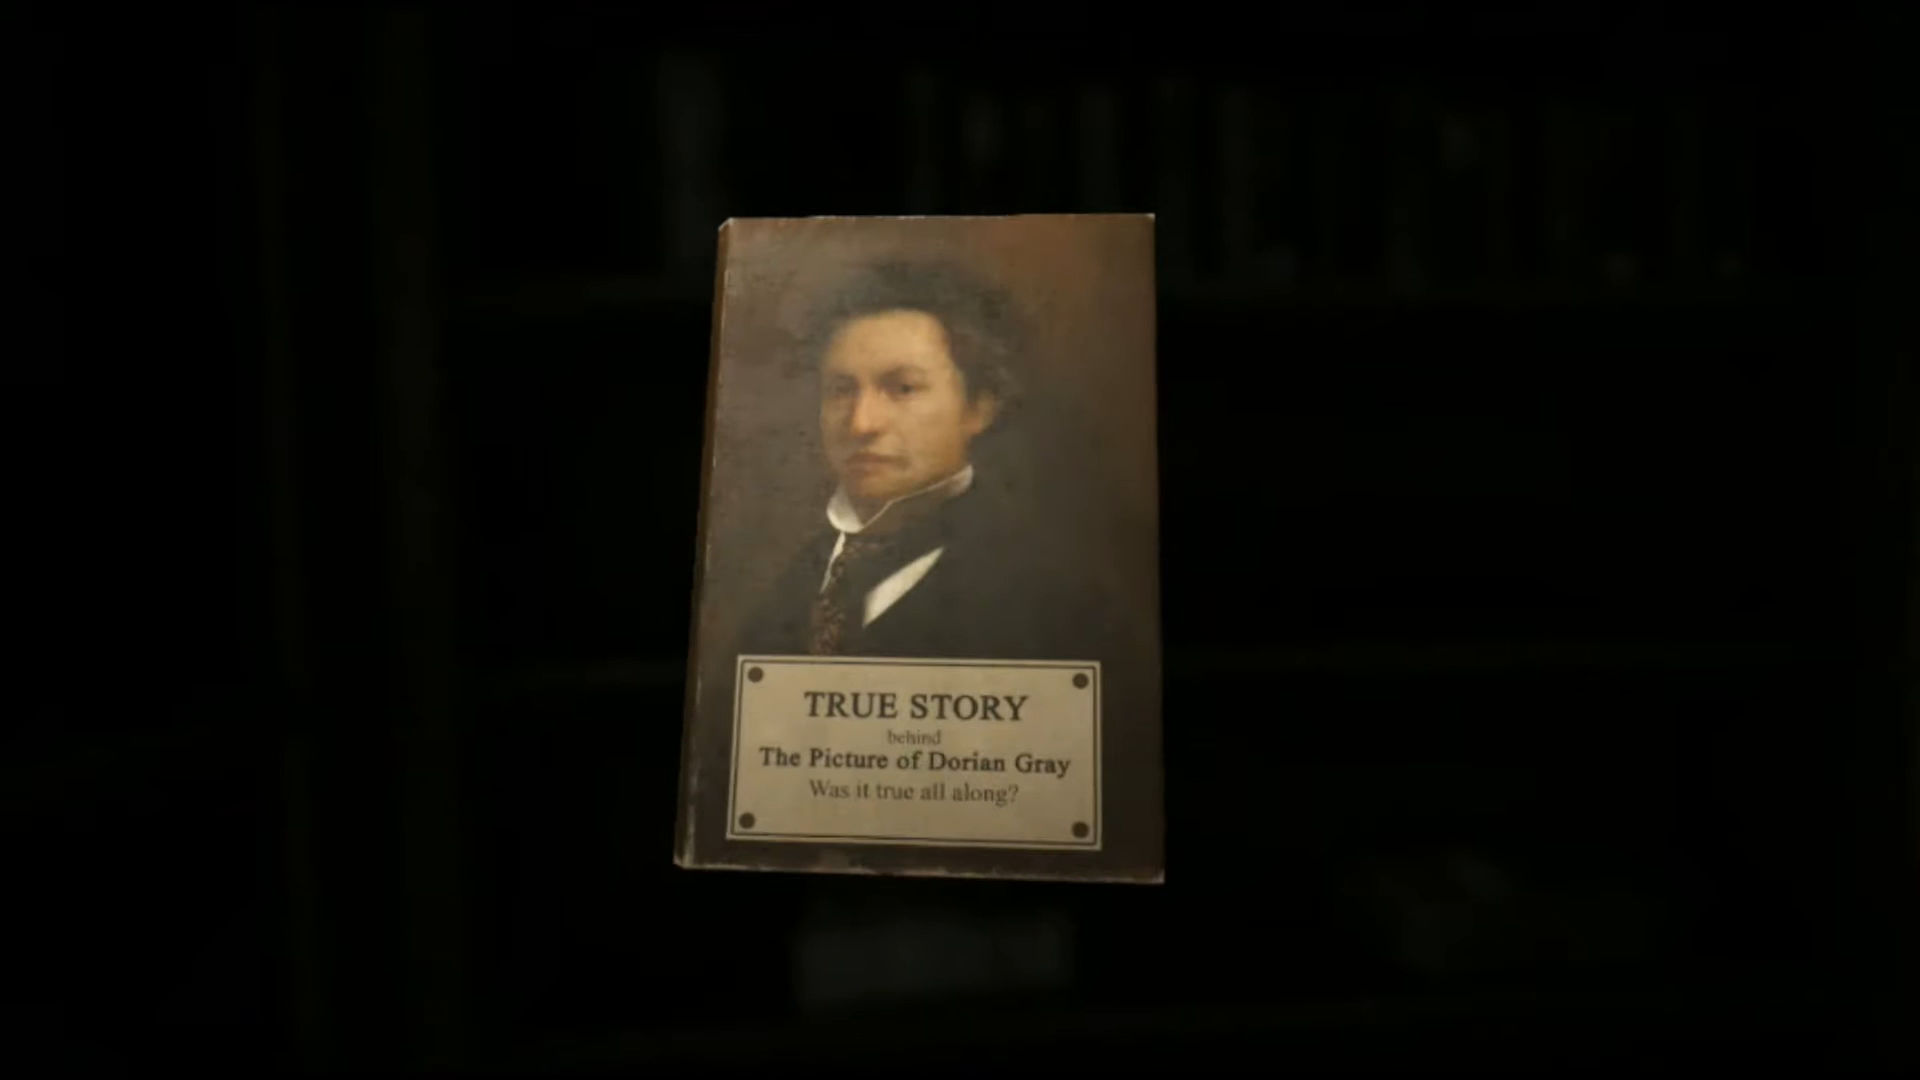 TRUE STORY
behind
The Picture of Dorian Gray
Was it true all along?